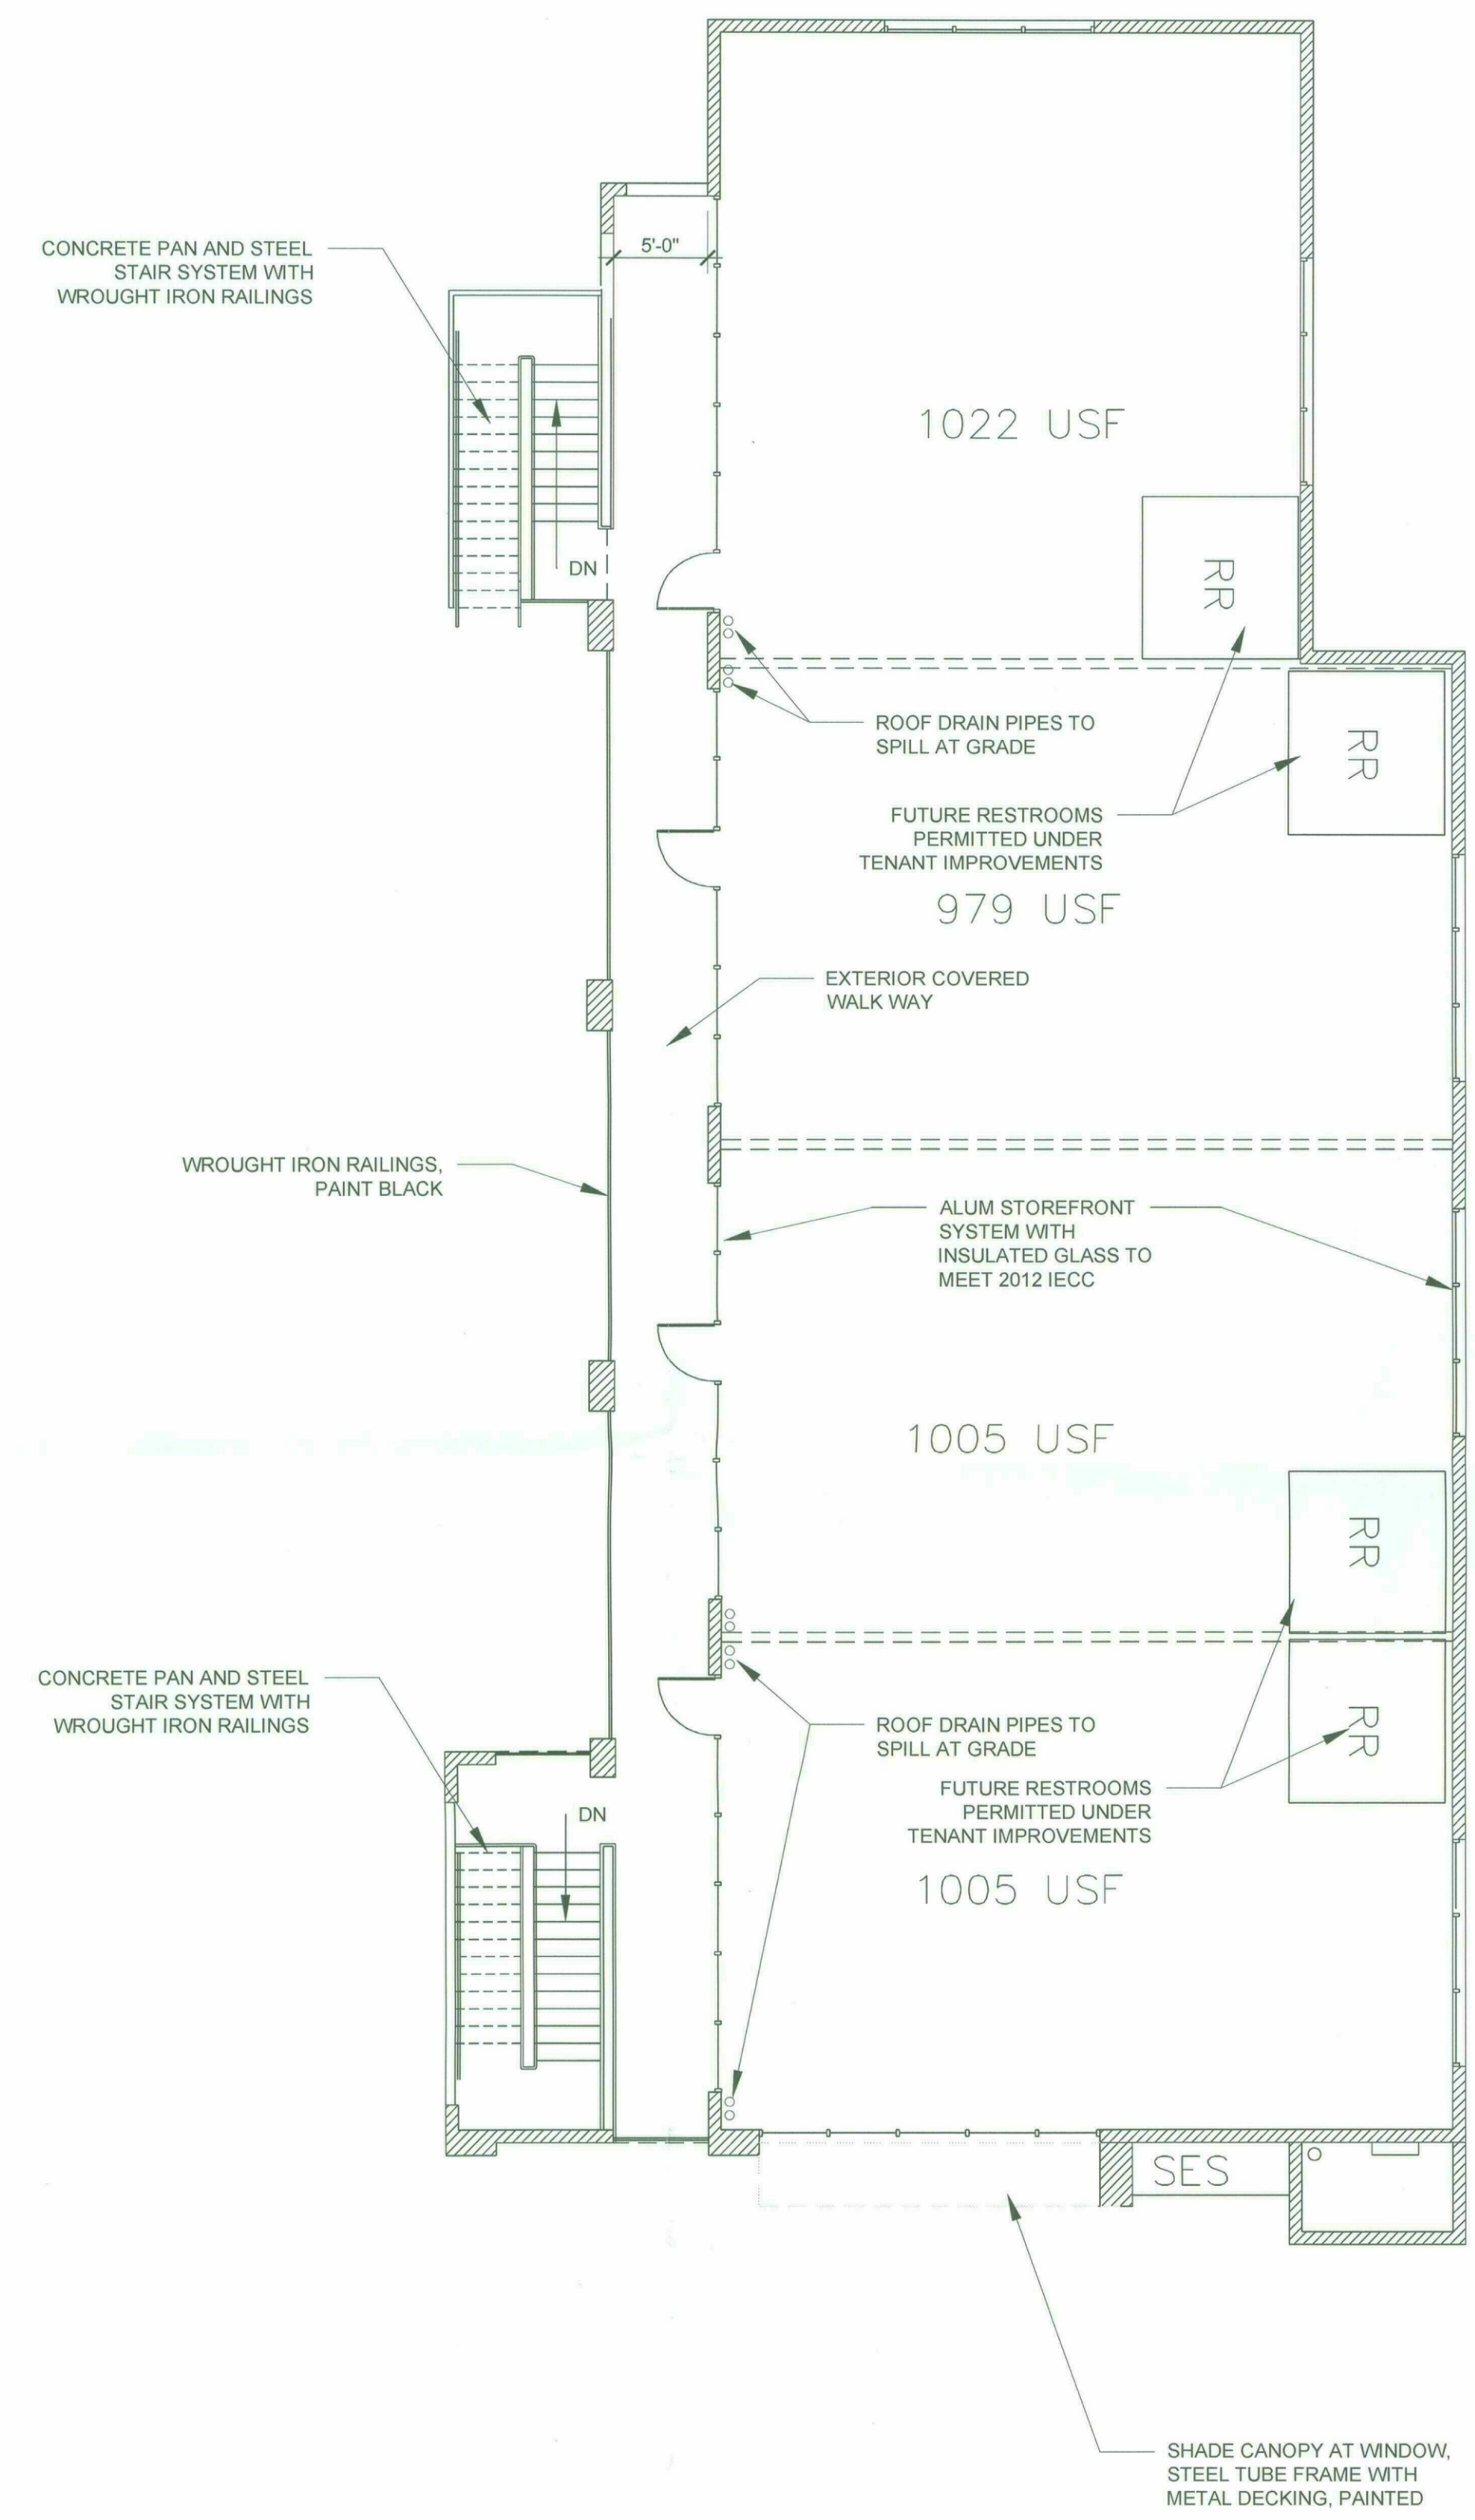 CONCRETE PAN AND STEEL
STAIR SYSTEM WITH
WROUGHT IRON RAILINGS
5'-0"
1022 USF
DN
RR
ROOF DRAIN PIPES TO
SPILL AT GRADE
RR
FUTURE RESTROOMS
PERMITTED UNDER
TENANT IMPROVEMENTS
979 USF
EXTERIOR COVERED
WALK WAY
WROUGHT IRON RAILINGS,
PAINT BLACK
ALUM STOREFRONT
SYSTEM WITH
INSULATED GLASS TO
MEET 2012 IECC
1005 USF
RR
CONCRETE PAN AND STEEL
STAIR SYSTEM WITH
WROUGHT IRON RAILINGS
ROOF DRAIN PIPES TO
SPILL AT GRADE
RR
FUTURE RESTROOMS
PERMITTED UNDER
TENANT IMPROVEMENTS
DN
1005 USF
SES
SHADE CANOPY AT WINDOW,
STEEL TUBE FRAME WITH
METAL DECKING, PAINTED